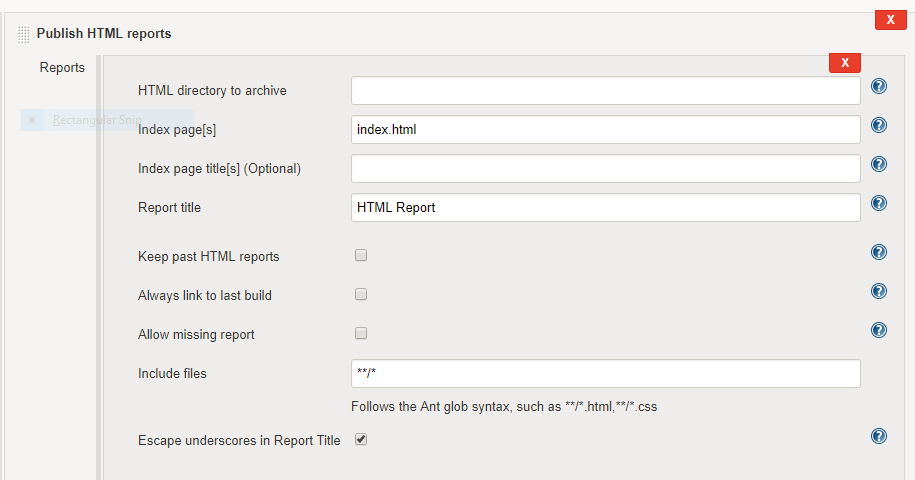 X
Publish HTML reports
Reports
X
HTML directory to archive
Index page[s]
index.html
Rectangular Snip
Index page title[s] (Optional)
Report title
HTML Report
Keep past HTML reports
Always link to last build
Allow missing report
Include files
**/*
Follows the Ant glob syntax, such as **/*.html,**/*.css
Escape underscores in Report Title